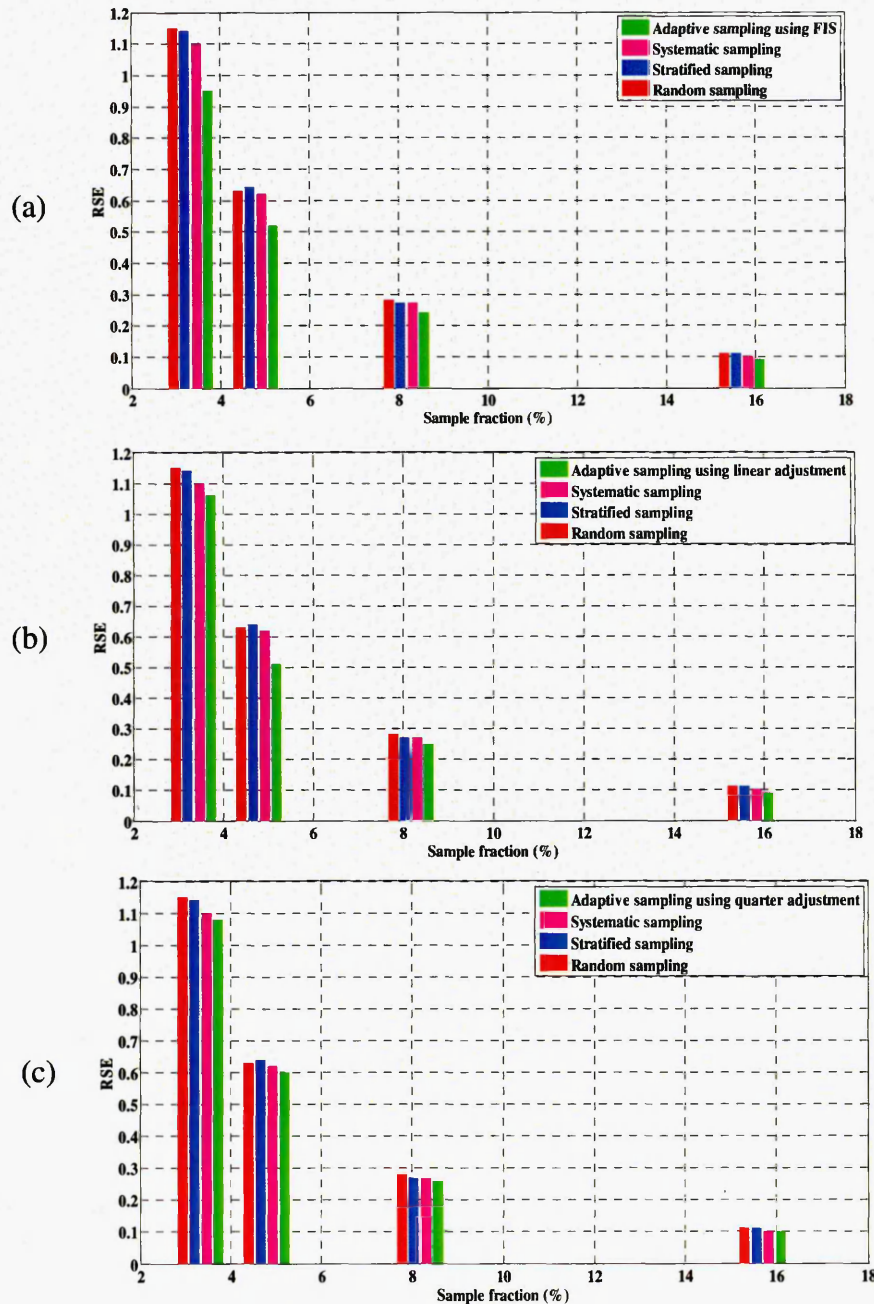 (a)
RSE
1.2
1.1
1
0.9
0.8
0.7
0.6
0.5
0.4
0.3
0.2
0.1
0
2 4 6 8 10 12 14 16 18
Sample fraction (%)
Adaptive sampling using FIS
Systematic sampling
Stratified sampling
Random sampling
(b)
RSE
1.2
1.1
1
0.9
0.8
0.7
0.6
0.5
0.4
0.3
0.2
0.1
0
2 4 6 8 10 12 14 16 18
Sample fraction (%)
Adaptive sampling using linear adjustment
Systematic sampling
Stratified sampling
Random sampling
(c)
RSE
1.2
1.1
1
0.9
0.8
0.7
0.6
0.5
0.4
0.3
0.2
0.1
0
2 4 6 8 10 12 14 16 18
Sample fraction (%)
Adaptive sampling using quarter adjustment
Systematic sampling
Stratified sampling
Random sampling